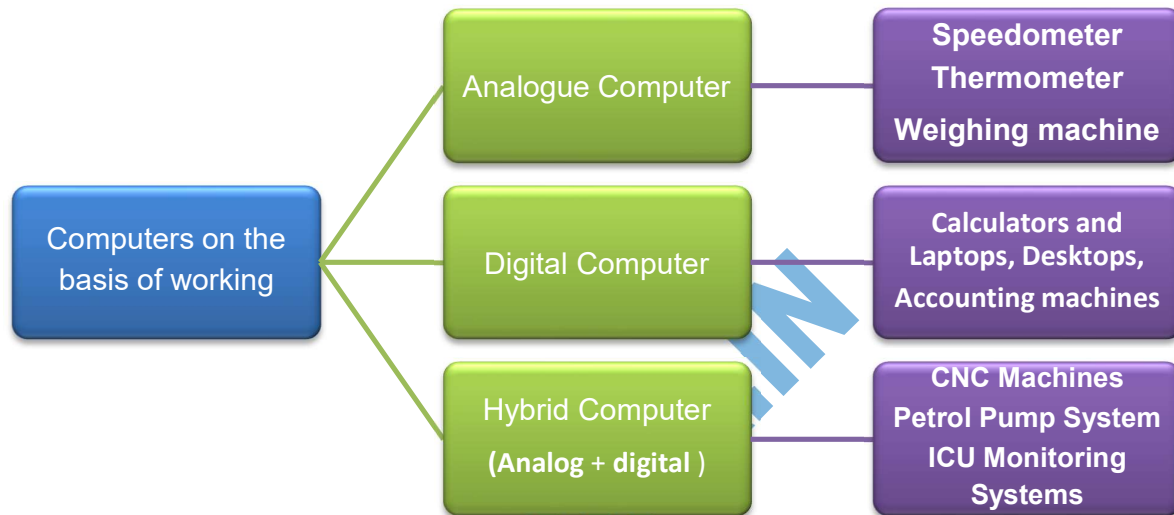 Computers on the
basis of working
Analogue Computer
Speedometer
Thermometer
Weighing machine
Digital Computer
Calculators and
Laptops, Desktops,
Accounting machines
Hybrid Computer
(Analog + digital )
CNC Machines
Petrol Pump System
ICU Monitoring
Systems